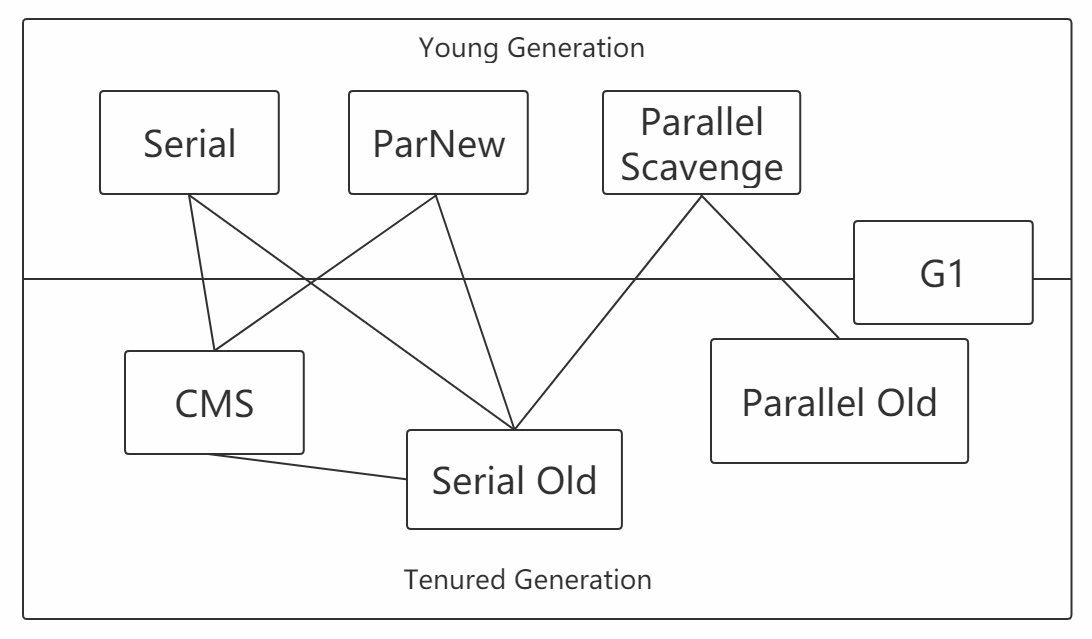 Young Generation
Serial
ParNew
Parallel
Scavenge
G1
CMS
Parallel Old
Serial Old
Tenured Generation